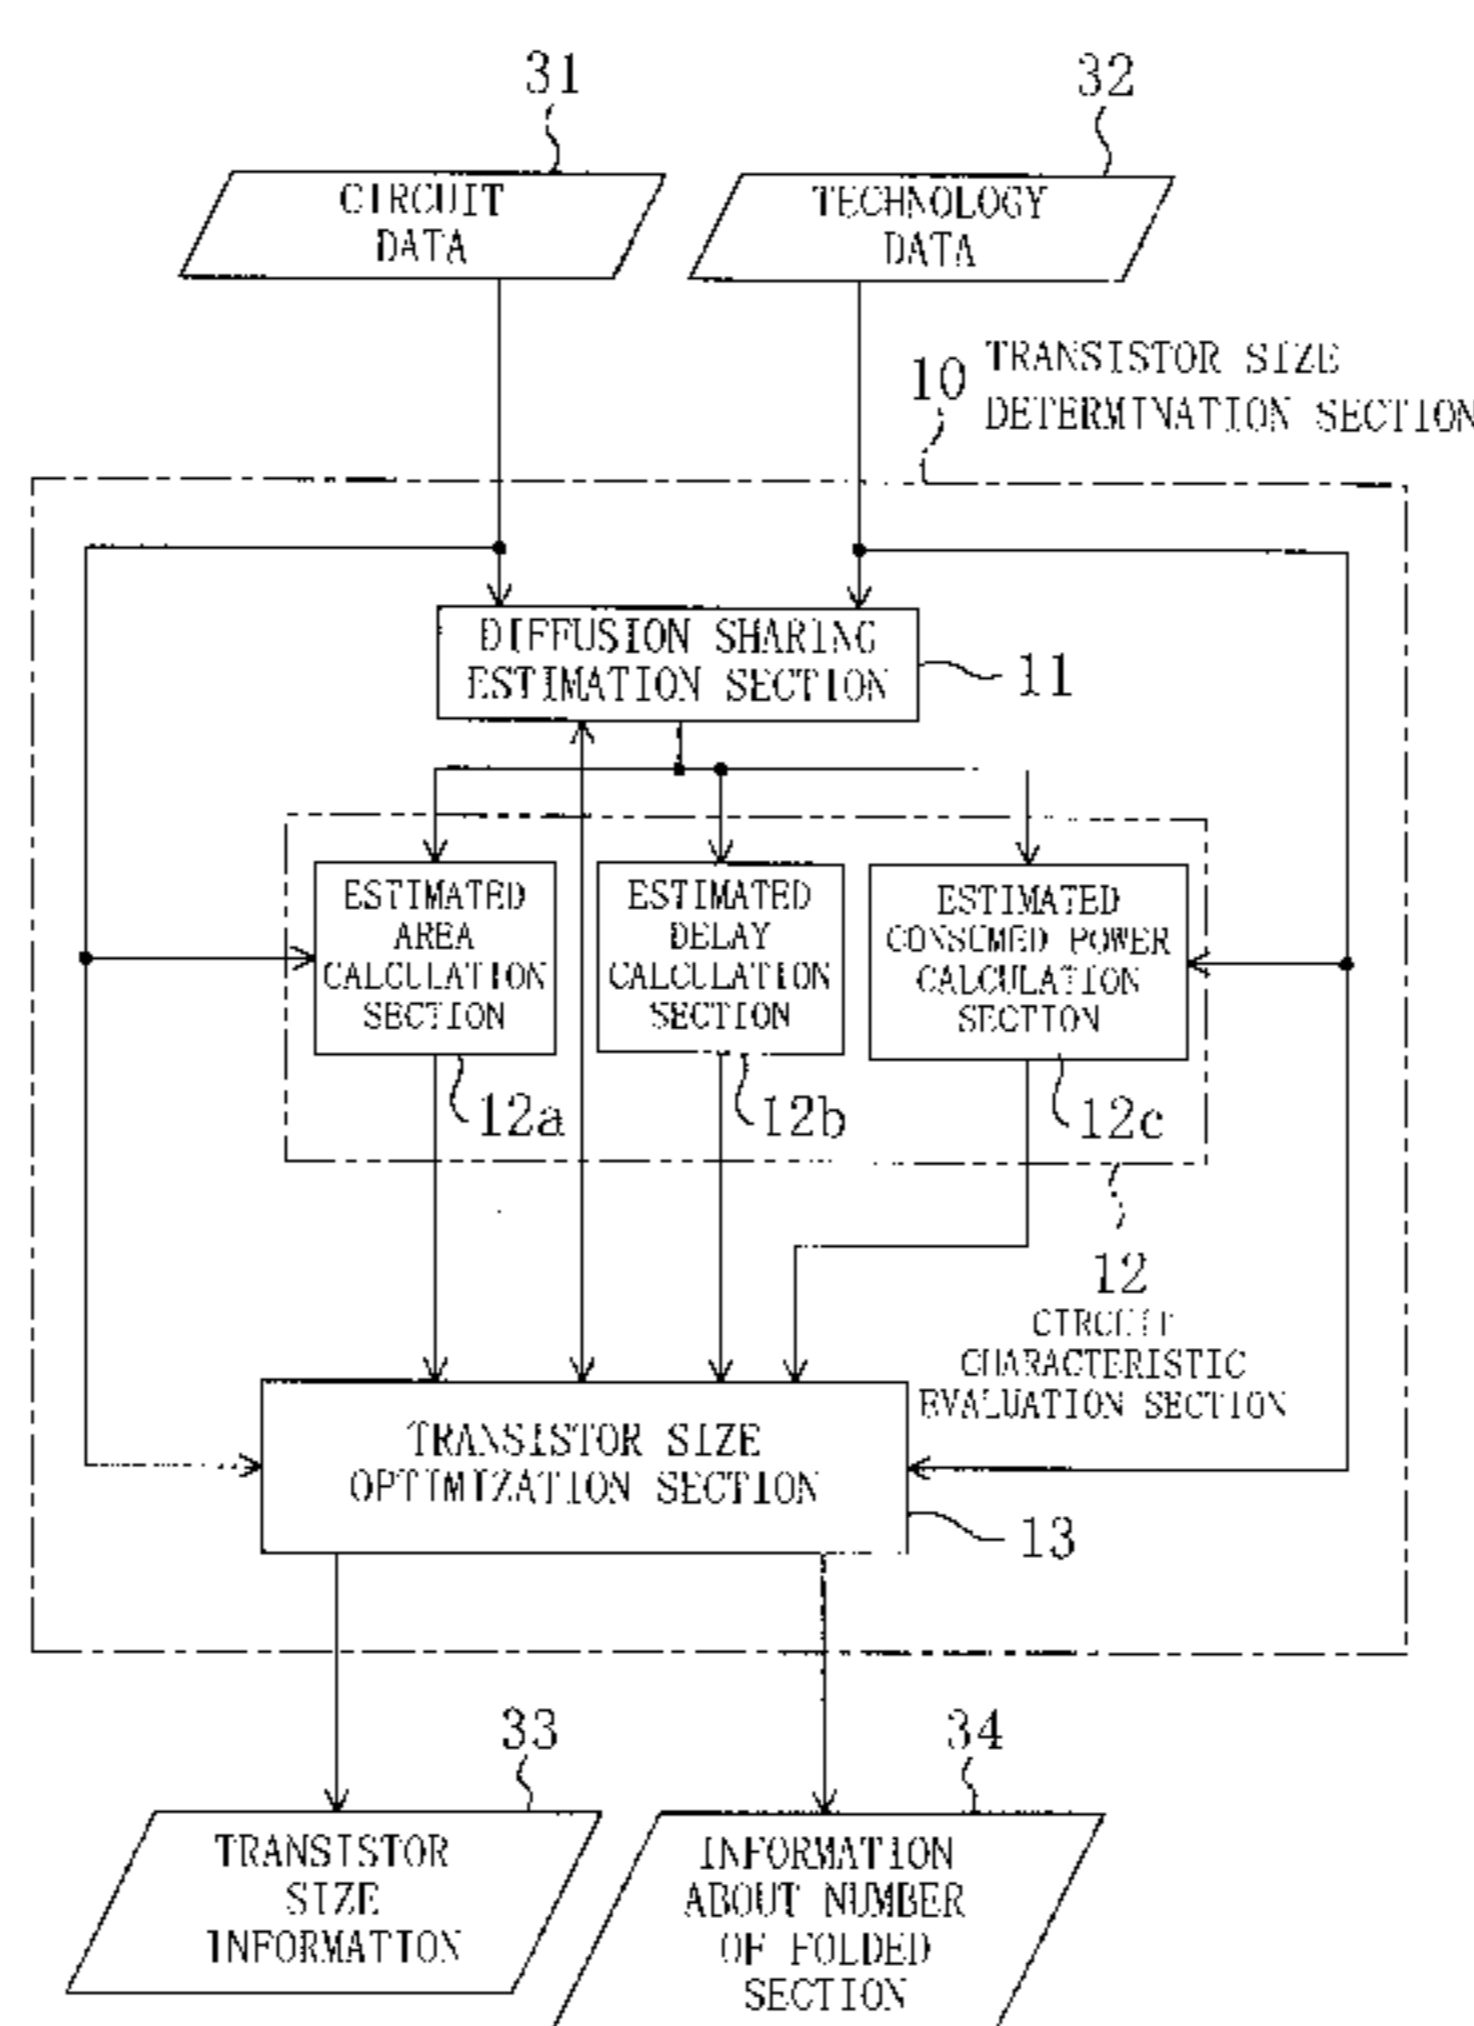 31
32
CIRCUIT
DATA
TECHNOLOGY
DATA
10
TRANSISTOR SIZE
DETERMINATION SECTION
DIFFUSION SHARING
ESTIMATION SECTION
11
ESTIMATED
AREA
CALCULATION
SECTION
ESTIMATED
DELAY
CALCULATION
SECTION
ESTIMATED
CONSUMED POWER
CALCULATION
SECTION
12a
12b
12c
12
CIRCUIT
CHARACTERISTIC
EVALUATION SECTION
TRANSISTOR SIZE
OPTIMIZATION SECTION
13
33
34
TRANSISTOR
SIZE
INFORMATION
INFORMATION
ABOUT NUMBER
OF FOLDED
SECTION